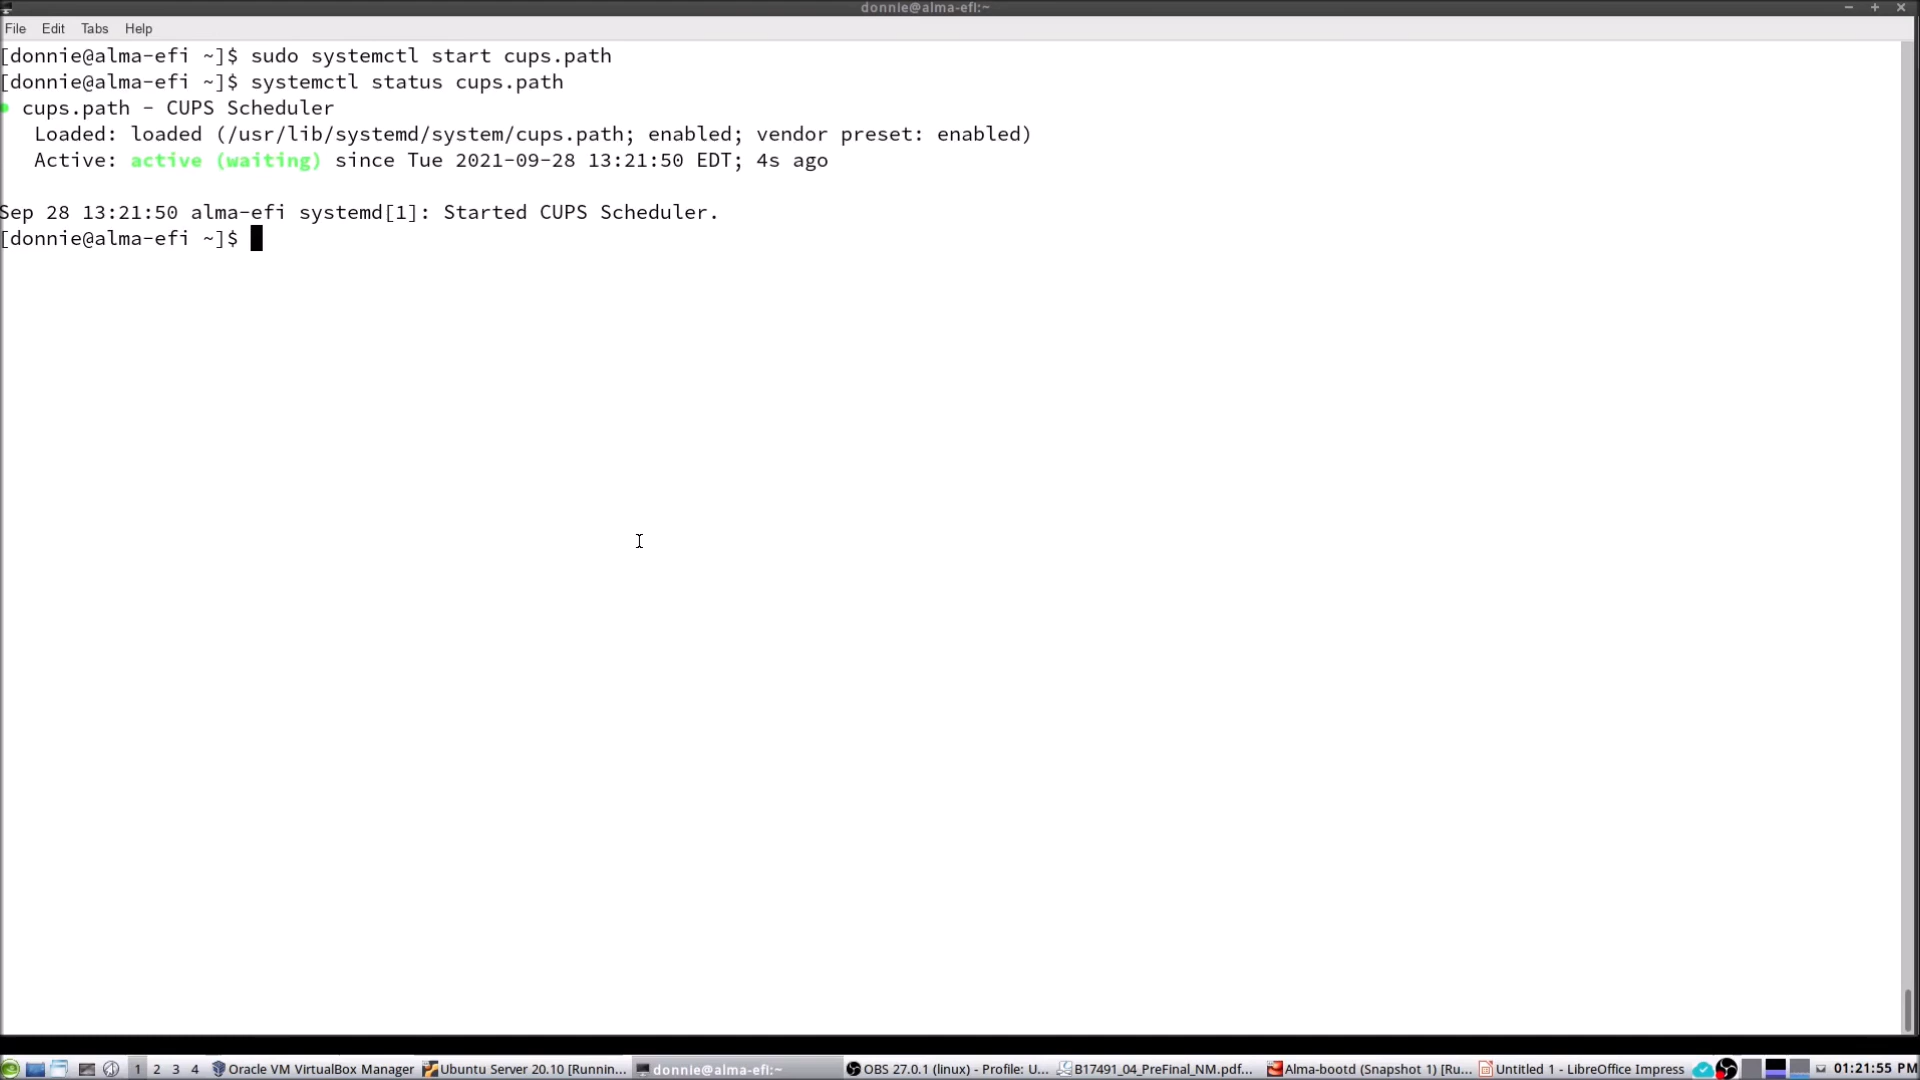 donnie@alma-efi:~
File Edit Tabs Help
[donnie@alma-efi ~]$ sudo systemctl start cups.path
[donnie@alma-efi ~]$ systemctl status cups.path
● cups.path - CUPS Scheduler
Loaded: loaded (/usr/lib/systemd/system/cups.path; enabled; vendor preset: enabled)
Active: active (waiting) since Tue 2021-09-28 13:21:50 EDT; 4s ago
Sep 28 13:21:50 alma-efi systemd[1]: Started CUPS Scheduler.
[donnie@alma-efi ~]$
1 2 3 4 Oracle VM VirtualBox Manager Ubuntu Server 20.10 [Runnin... donnie@alma-efi:~ OBS 27.0.1 (linux) - Profile: U... B17491_04_PreFinal_NM.pdf... Alma-bootd (Snapshot 1) [Ru... Untitled 1 - LibreOffice Impress 01:21:55 PM